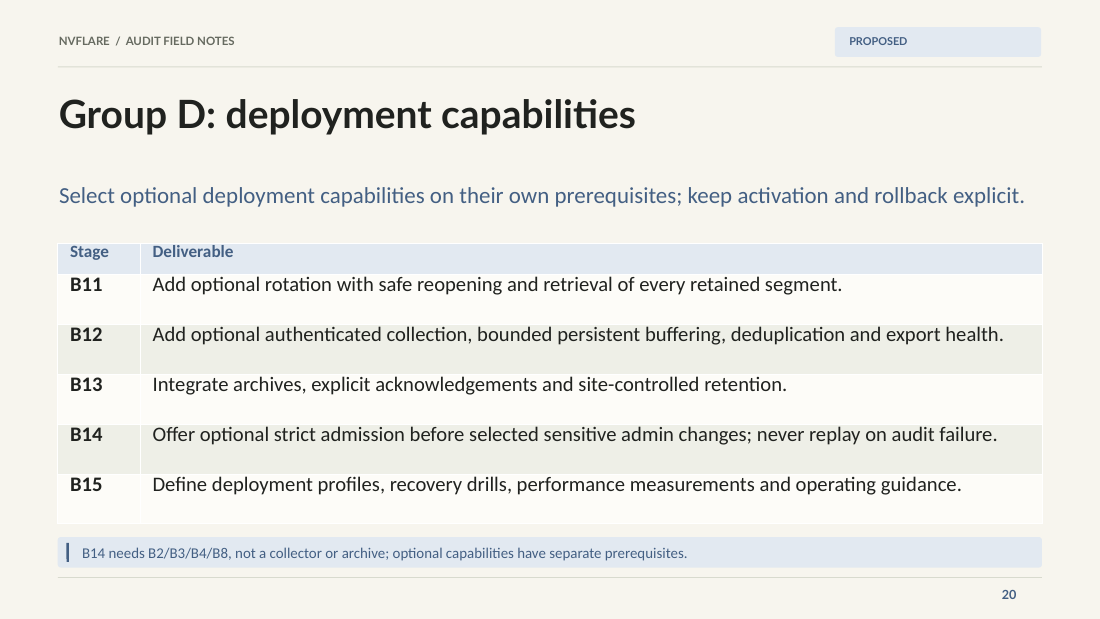 NVFLARE / AUDIT FIELD NOTES
PROPOSED
Group D: deployment capabilities
Select optional deployment capabilities on their own prerequisites; keep activation and rollback explicit.
Stage Deliverable
B11 Add optional rotation with safe reopening and retrieval of every retained segment.
B12 Add optional authenticated collection, bounded persistent buffering, deduplication and export health.
B13 Integrate archives, explicit acknowledgements and site-controlled retention.
B14 Offer optional strict admission before selected sensitive admin changes; never replay on audit failure.
B15 Define deployment profiles, recovery drills, performance measurements and operating guidance.
B14 needs B2/B3/B4/B8, not a collector or archive; optional capabilities have separate prerequisites.
20